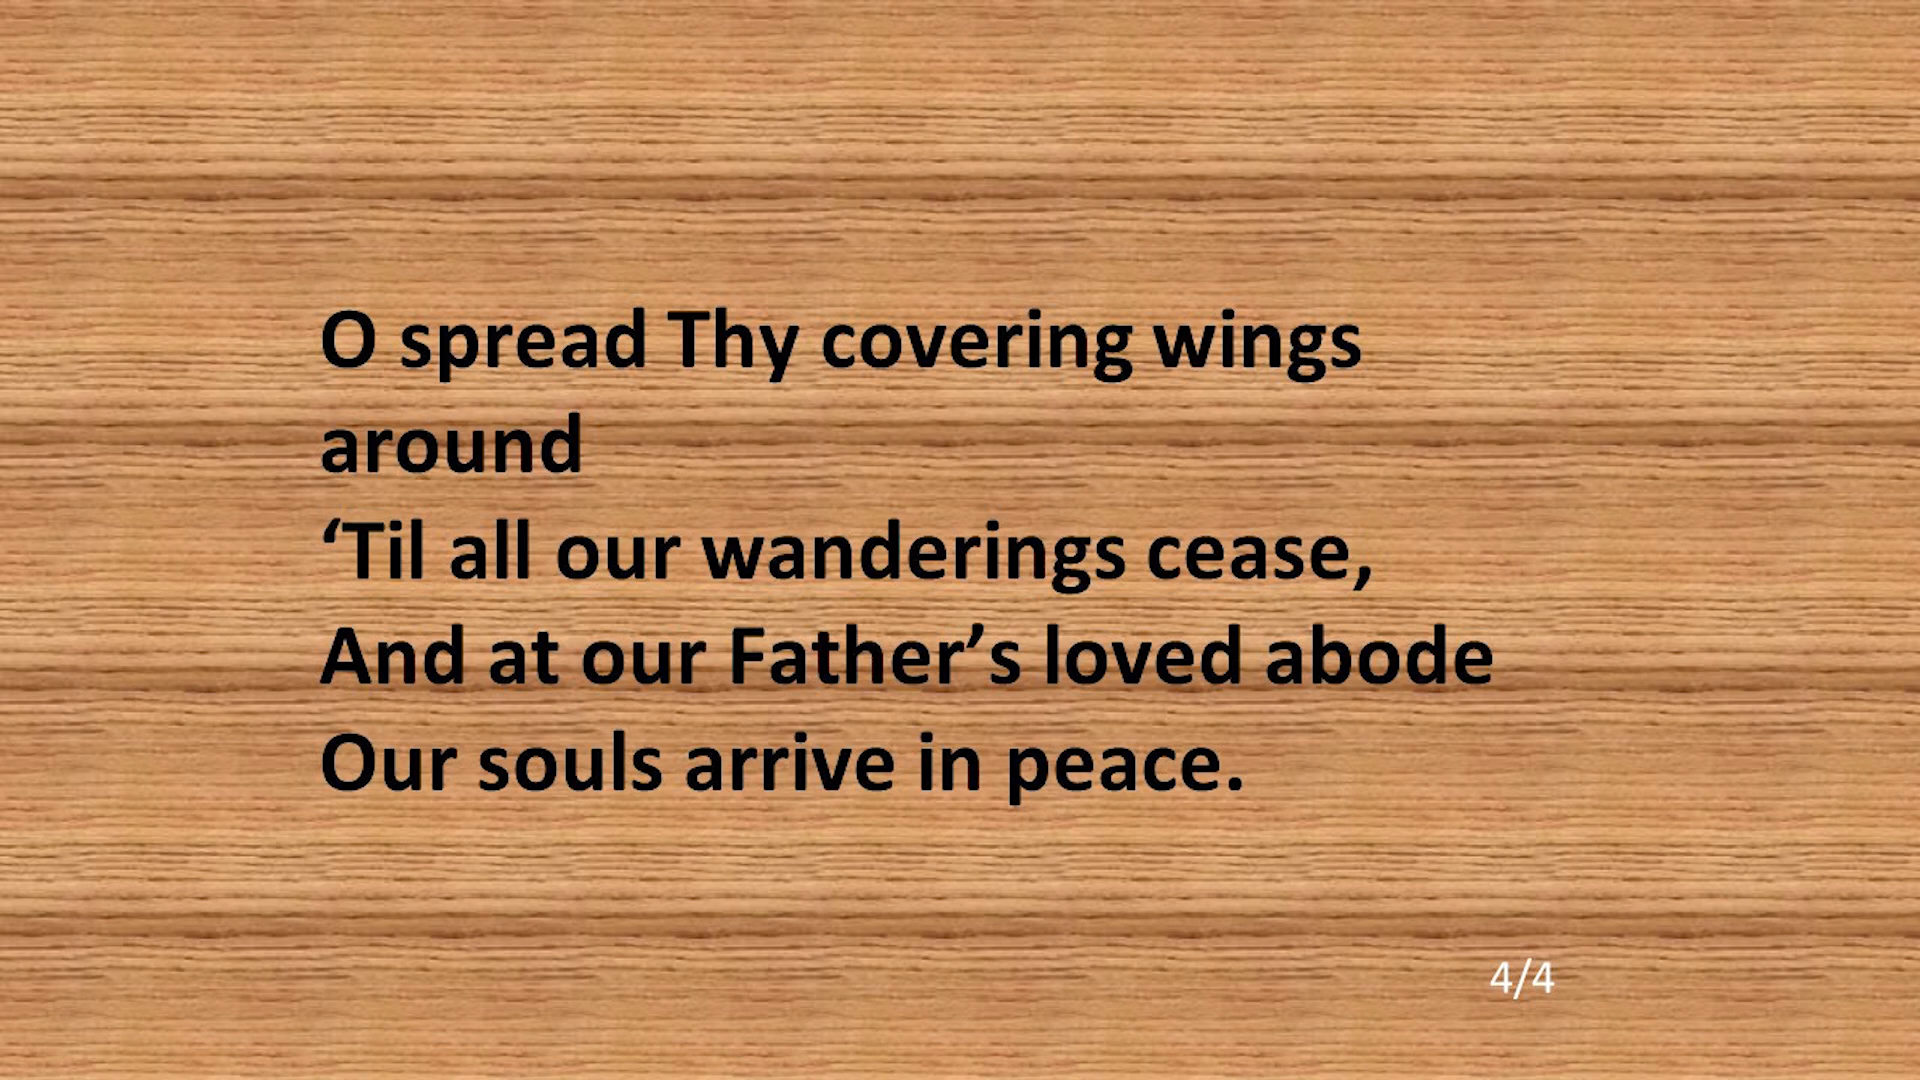 O spread Thy covering wings
around
‘Til all our wanderings cease,
And at our Father’s loved abode
Our souls arrive in peace.
4/4